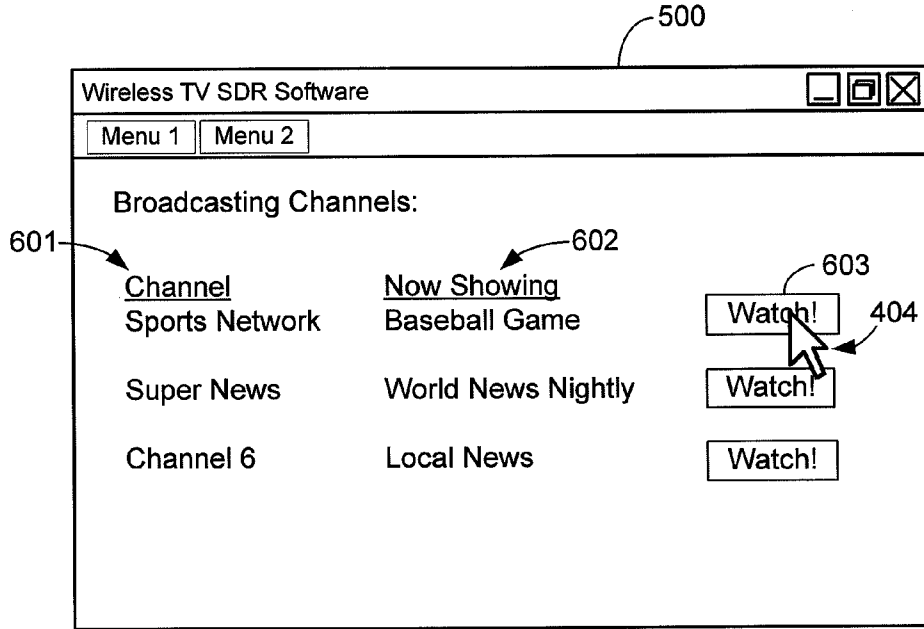 500
Wireless TV SDR Software
Menu 1 Menu 2
Broadcasting Channels:
601 602
Channel Now Showing 603
Sports Network Baseball Game Watch! 404
Super News World News Nightly Watch!
Channel 6 Local News Watch!